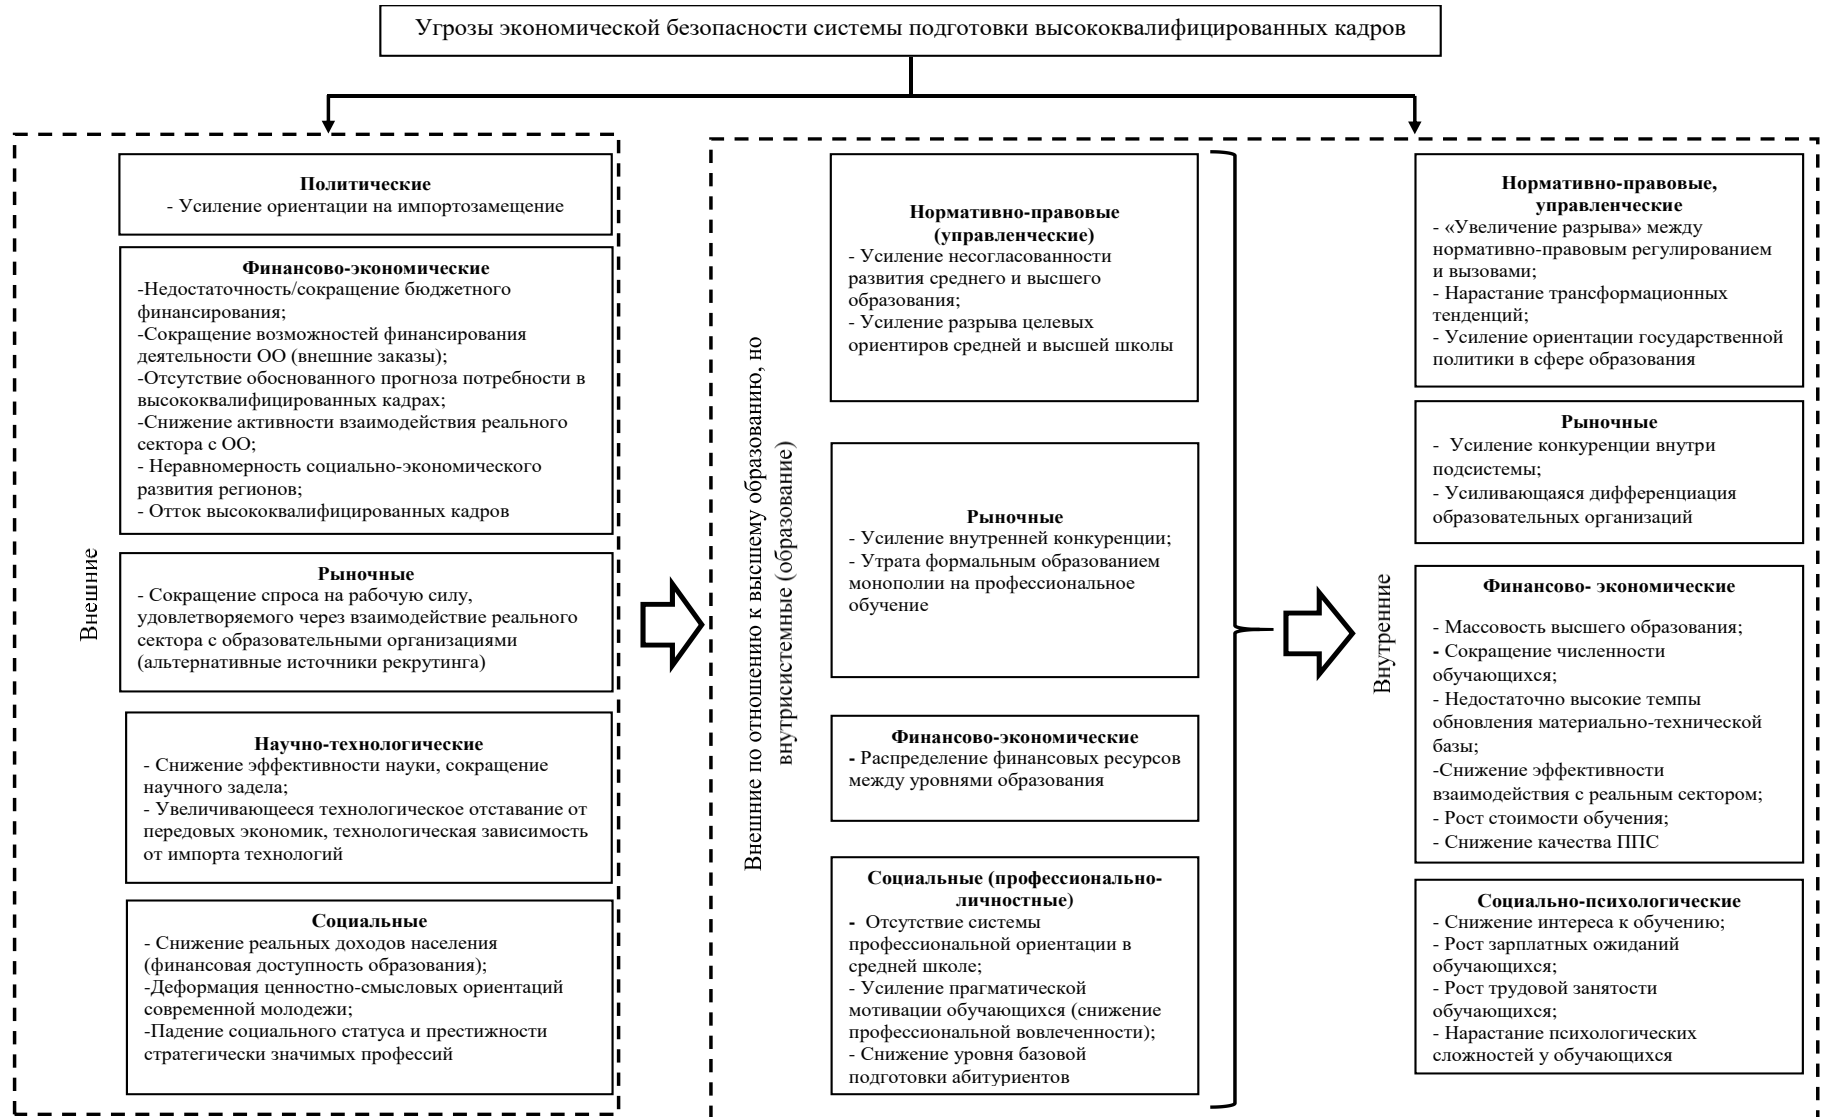 Угрозы экономической безопасности системы подготовки высококвалифицированных кадров
Внешние
Политические
- Усиление ориентации на импортозамещение
Финансово-экономические
-Недостаточность/сокращение бюджетного
финансирования;
-Сокращение возможностей финансирования
деятельности ОО (внешние заказы);
-Отсутствие обоснованного прогноза потребности в
высококвалифицированных кадрах;
-Снижение активности взаимодействия реального
сектора с ОО;
- Неравномерность социально-экономического
развития регионов;
- Отток высококвалифицированных кадров
Рыночные
- Сокращение спроса на рабочую силу,
удовлетворяемого через взаимодействие реального
сектора с образовательными организациями
(альтернативные источники рекрутинга)
Научно-технологические
- Снижение эффективности науки, сокращение
научного задела;
- Увеличивающееся технологическое отставание от
передовых экономик, технологическая зависимость
от импорта технологий
Социальные
- Снижение реальных доходов населения
(финансовая доступность образования);
-Деформация ценностно-смысловых ориентаций
современной молодежи;
-Падение социального статуса и престижности
стратегически значимых профессий
Внешние по отношению к высшему образованию, но
внутрисистемные (образование)
Нормативно-правовые
(управленческие)
- Усиление несогласованности
развития среднего и высшего
образования;
- Усиление разрыва целевых
ориентиров средней и высшей школы
Рыночные
- Усиление внутренней конкуренции;
- Утрата формальным образованием
монополии на профессиональное
обучение
Финансово-экономические
- Распределение финансовых ресурсов
между уровнями образования
Социальные (профессионально-
личностные)
- Отсутствие системы
профессиональной ориентации в
средней школе;
- Усиление прагматической
мотивации обучающихся (снижение
профессиональной вовлеченности);
- Снижение уровня базовой
подготовки абитуриентов
Внутренние
Нормативно-правовые,
управленческие
- «Увеличение разрыва» между
нормативно-правовым регулированием
и вызовами;
- Нарастание трансформационных
тенденций;
- Усиление ориентации государственной
политики в сфере образования
Рыночные
- Усиление конкуренции внутри
подсистемы;
- Усиливающаяся дифференциация
образовательных организаций
Финансово- экономические
- Массовость высшего образования;
- Сокращение численности
обучающихся;
- Недостаточно высокие темпы
обновления материально-технической
базы;
-Снижение эффективности
взаимодействия с реальным сектором;
- Рост стоимости обучения;
- Снижение качества ППС
Социально-психологические
- Снижение интереса к обучению;
- Рост зарплатных ожиданий
обучающихся;
- Рост трудовой занятости
обучающихся;
- Нарастание психологических
сложностей у обучающихся